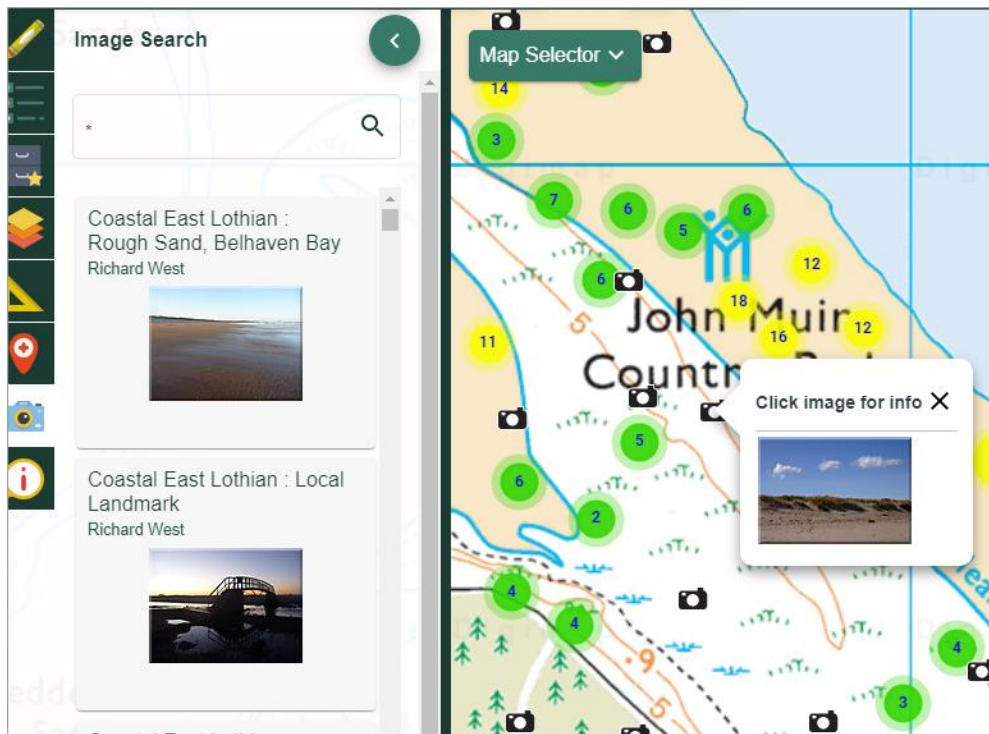 Image Search
*
Coastal East Lothian :
Rough Sand, Belhaven Bay
Richard West
Coastal East Lothian : Local
Landmark
Richard West
Map Selector
14
3
7
6
5
6
6
12
18
12
John Muir
16
11
5
Click image for info
6
2
4
4
4
9
5
3